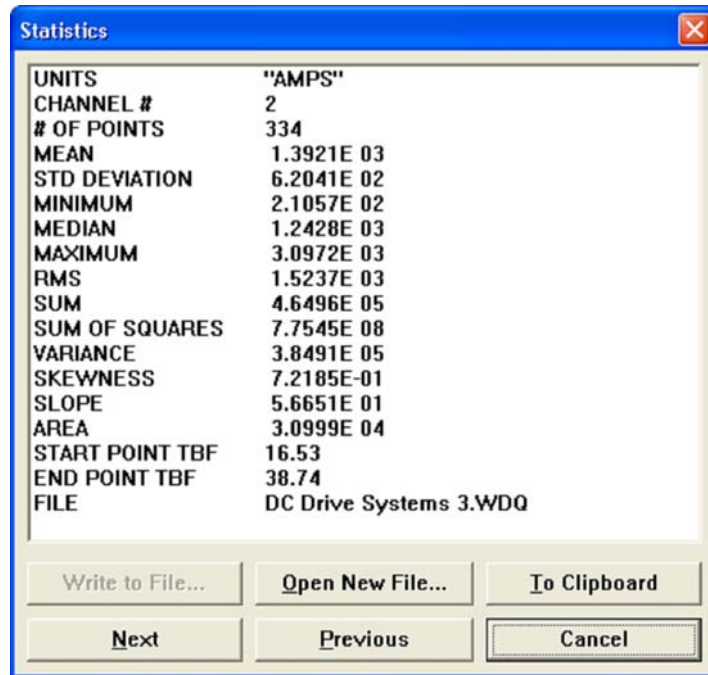 Statistics
UNITS "AMPS"
CHANNEL # 2
# OF POINTS 334
MEAN 1.3921E 03
STD DEVIATION 6.2041E 02
MINIMUM 2.1057E 02
MEDIAN 1.2428E 03
MAXIMUM 3.0972E 03
RMS 1.5237E 03
SUM 4.6496E 05
SUM OF SQUARES 7.7545E 08
VARIANCE 3.8491E 05
SKEWNESS 7.2185E-01
SLOPE 5.6651E 01
AREA 3.0999E 04
START POINT TBF 16.53
END POINT TBF 38.74
FILE DC Drive Systems 3.WDQ
Write to File... Open New File... To Clipboard
Next Previous Cancel